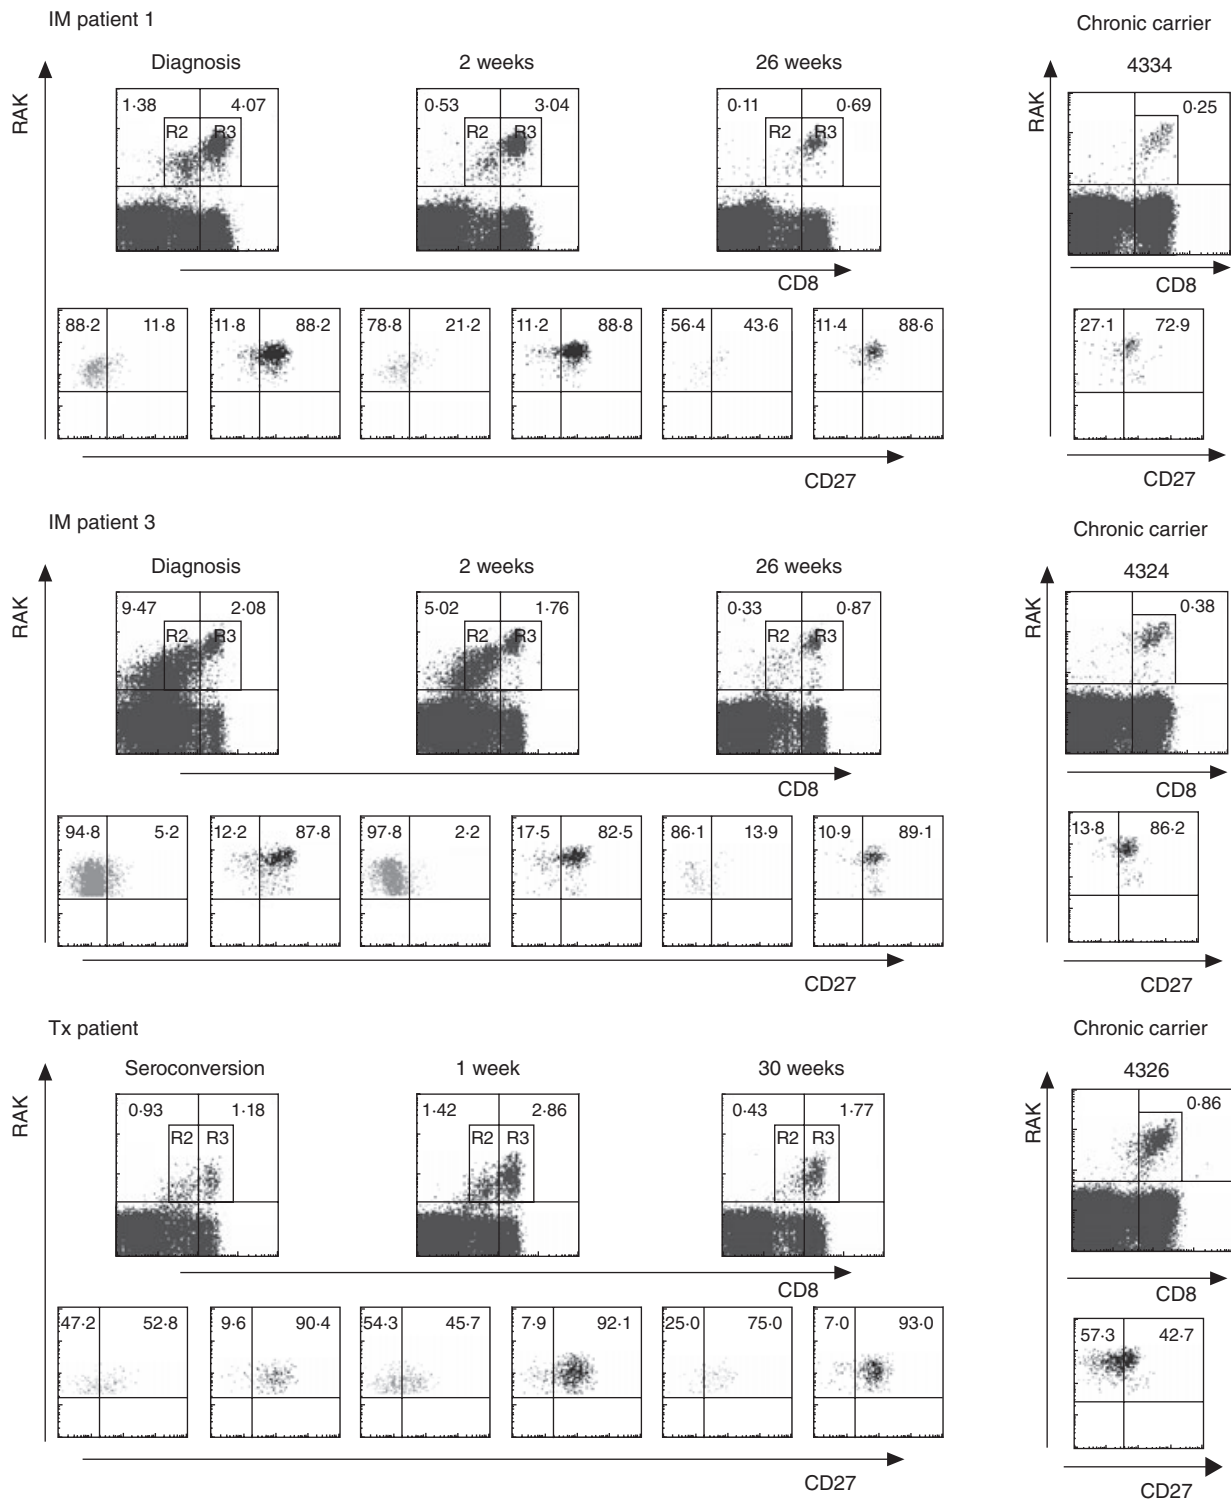 IM patient 1
Chronic carrier
Diagnosis
2 weeks
26 weeks
4334
RAK
1·38 4·07
R2 R3
0·53 3·04
R2 R3
0·11 0·69
R2 R3
RAK
0·25
CD8
CD8
88·2 11·8
11·8 88·2
78·8 21·2
11·2 88·8
56·4 43·6
11·4 88·6
27·1 72·9
CD27
CD27
IM patient 3
Chronic carrier
Diagnosis
2 weeks
26 weeks
4324
RAK
9·47 2·08
R2 R3
5·02 1·76
R2 R3
0·33 0·87
R2 R3
RAK
0·38
CD8
CD8
94·8 5·2
12·2 87·8
97·8 2·2
17·5 82·5
86·1 13·9
10·9 89·1
13·8 86·2
CD27
CD27
Tx patient
Chronic carrier
Seroconversion
1 week
30 weeks
4326
RAK
0·93 1·18
R2 R3
1·42 2·86
R2 R3
0·43 1·77
R2 R3
RAK
0·86
CD8
CD8
47·2 52·8
9·6 90·4
54·3 45·7
7·9 92·1
25·0 75·0
7·0 93·0
57·3 42·7
CD27
CD27